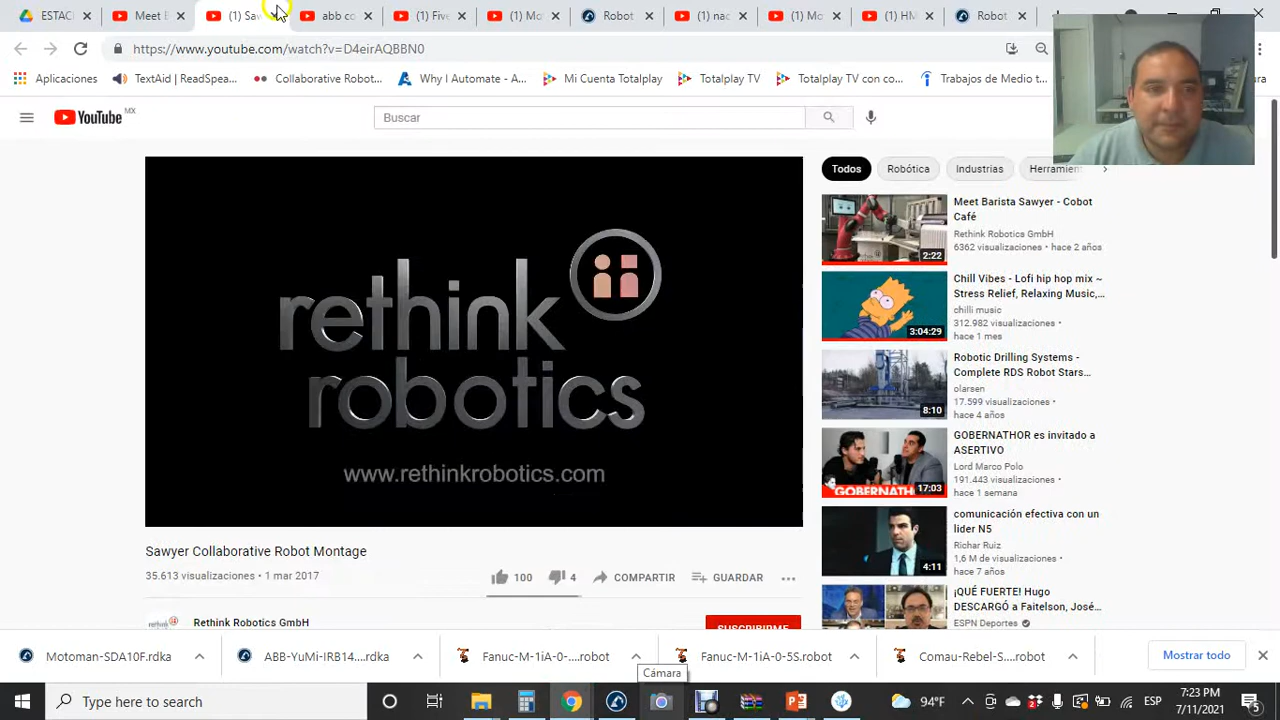 ESTACI
Meet B
(1) Saw
abb co
(1) Five
(1) Mo
Robot
(1) nac
(1) Mo
(1) HM
Robot
https://www.youtube.com/watch?v=D4eirAQBBN0
Aplicaciones
TextAid | ReadSpea...
Collaborative Robot...
Why I Automate - A...
Mi Cuenta Totalplay
Totalplay TV
Totalplay TV con co...
Trabajos de Medio t...
YouTube MX
Buscar
Todos
Robótica
Industrias
Herramien
rethink
robotics
www.rethinkrobotics.com
Meet Barista Sawyer - Cobot
Café
Rethink Robotics GmbH
6362 visualizaciones •
hace 2 años
2:22
Chill Vibes - Lofi hip hop mix ~
Stress Relief, Relaxing Music,...
chilli music
312.982 visualizaciones •
hace 1 mes
3:04:29
Robotic Drilling Systems -
Complete RDS Robot Stars...
olarsen
17.599 visualizaciones •
hace 4 años
8:10
GOBERNATHOR es invitado a
ASERTIVO
Lord Marco Polo
191.443 visualizaciones •
hace 1 semana
GOBERNATH
17:03
comunicación efectiva con un
lider N5
Richar Ruiz
1,6 M de visualizaciones •
hace 7 años
4:11
¡QUÉ FUERTE! Hugo
DESCARGÓ a Faitelson, José...
ESPN Deportes
Sawyer Collaborative Robot Montage
35.613 visualizaciones • 1 mar 2017
100
4
COMPARTIR
GUARDAR
Rethink Robotics GmbH
SUSCRIBIRME
Motoman-SDA10F.rdka
ABB-YuMi-IRB14....rdka
Fanuc-M-1iA-0-....robot
Fanuc-M-1iA-0-5S.robot
Comau-Rebel-S....robot
Mostrar todo
Cámara
Type here to search
94°F
ESP
7:23 PM
7/11/2021
5